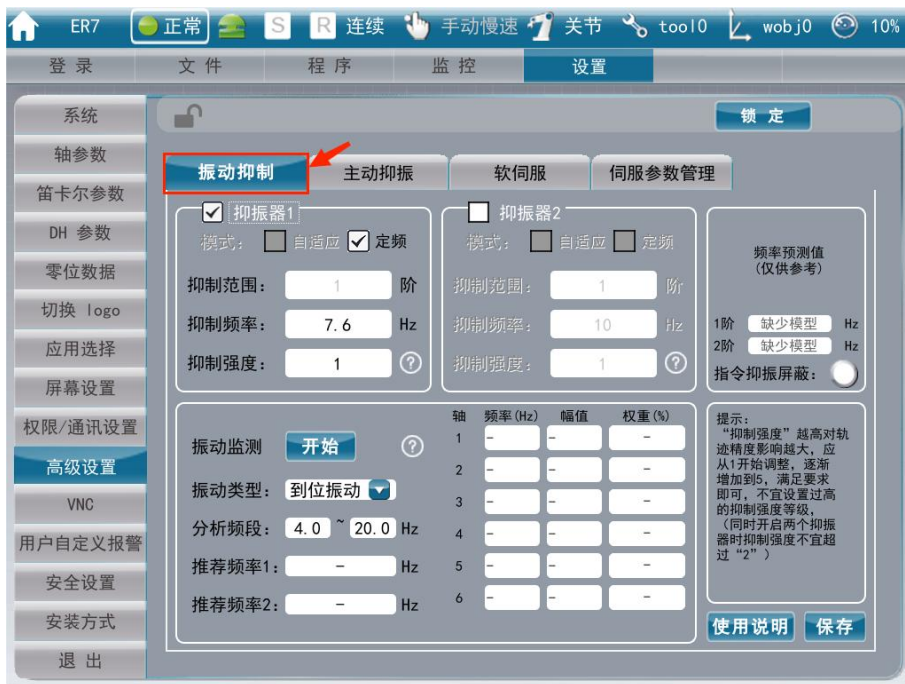 ER7 正常 S R 连续 手动慢速 关节 tool0 wobj0 10%
登录 文件 程序 监控 设置
系统
轴参数
笛卡尔参数
DH 参数
零位数据
切换 logo
应用选择
屏幕设置
权限/通讯设置
高级设置
VNC
用户自定义报警
安全设置
安装方式
退出
锁定
振动抑制 主动抑振 软伺服 伺服参数管理
抑振器1
模式: 自适应 定频
抑制范围: 1 阶
抑制频率: 7.6 Hz
抑制强度: 1 ?
抑振器2
模式: 自适应 定频
抑制范围: 1 阶
抑制频率: 10 Hz
抑制强度: 1 ?
频率预测值
(仅供参考)
1阶 缺少模型 Hz
2阶 缺少模型 Hz
指令抑振屏蔽:
振动监测 开始 ?
振动类型: 到位振动
分析频段: 4.0 ~ 20.0 Hz
推荐频率1: - Hz
推荐频率2: - Hz
轴 频率(Hz) 幅值 权重(%)
1 - - -
2 - - -
3 - - -
4 - - -
5 - - -
6 - - -
提示:
“抑制强度”越高对轨
迹精度影响越大，应
从1开始调整，逐渐
增加到5，满足要求
即可，不宜设置过高
的抑制强度等级，
(同时开启两个抑振
器时抑制强度不宜超
过“2”)
使用说明 保存